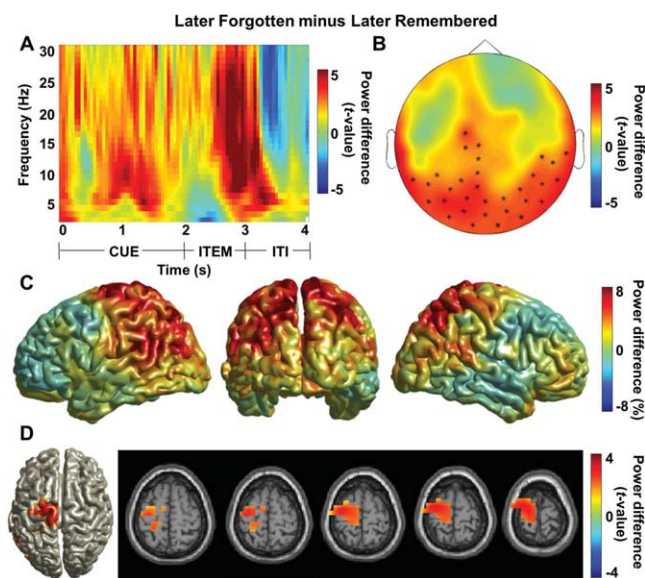 Later Forgotten minus Later Remembered
A
Frequency (Hz)
30
25
20
15
10
5
0
1
2
3
4
CUE
ITEM
ITI
Time (s)
5
0
-5
Power difference
(t-value)
B
5
0
-5
Power difference
(t-value)
C
8
0
-8
Power difference (%)
D
4
0
-4
Power difference
(t-value)